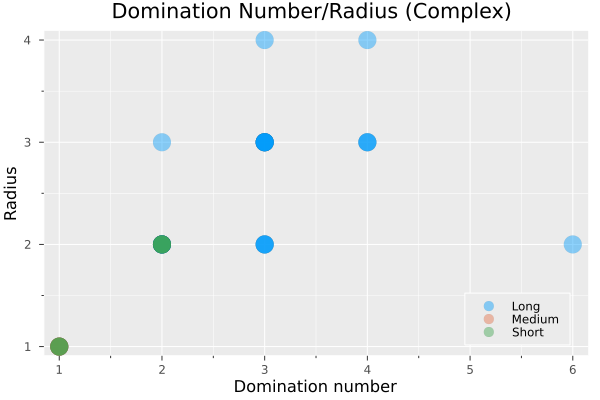 Domination Number/Radius (Complex)
4
3
2
1
Radius
1
2
3
4
5
6
Domination number
Long
Medium
Short